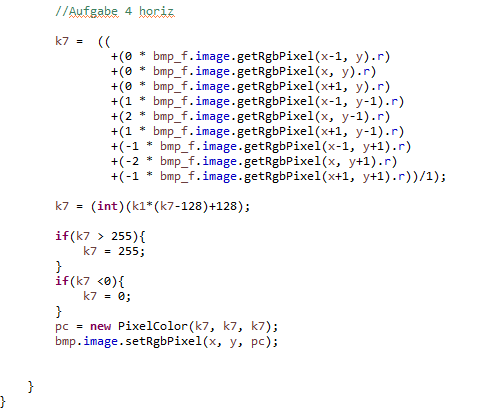 //Aufgabe 4 horiz
k7 =  ((
+(0 * bmp_f.image.getRgbPixel(x-1, y).r)
+(0 * bmp_f.image.getRgbPixel(x, y).r)
+(0 * bmp_f.image.getRgbPixel(x+1, y).r)
+(1 * bmp_f.image.getRgbPixel(x-1, y-1).r)
+(2 * bmp_f.image.getRgbPixel(x, y-1).r)
+(1 * bmp_f.image.getRgbPixel(x+1, y-1).r)
+(-1 * bmp_f.image.getRgbPixel(x-1, y+1).r)
+(-2 * bmp_f.image.getRgbPixel(x, y+1).r)
+(-1 * bmp_f.image.getRgbPixel(x+1, y+1).r))/1);
k7 = (int)(k1*(k7-128)+128);
if(k7 > 255){
k7 = 255;
}
if(k7 <0){
k7 = 0;
}
pc = new PixelColor(k7, k7, k7);
bmp.image.setRgbPixel(x, y, pc);
}
}